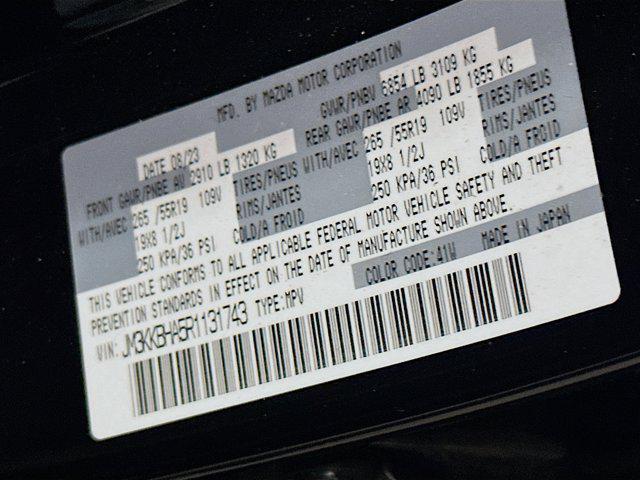 MFD. BY MAZDA MOTOR CORPORATION
DATE 08/23 GVWR/PNBV 6854 LB 3109 KG
FRONT GAWR/PNBE AV 2910 LB 1320 KG REAR GAWR/PNBE AR 4090 LB 1855 KG
WITH/AVEC 265 /55R19 109V TIRES/PNEUS WITH/AVEC 265 /55R19 109V TIRES/PNEUS
19X8 1/2J RIMS/JANTES 19X8 1/2J RIMS/JANTES
250 KPA/36 PSI COLD/A FROID 250 KPA/36 PSI COLD/A FROID
THIS VEHICLE CONFORMS TO ALL APPLICABLE FEDERAL MOTOR VEHICLE SAFETY AND THEFT
PREVENTION STANDARDS IN EFFECT ON THE DATE OF MANUFACTURE SHOWN ABOVE.
COLOR CODE:41W MADE IN JAPAN
VIN: JM3KKBHA5R1131743 TYPE:MPV